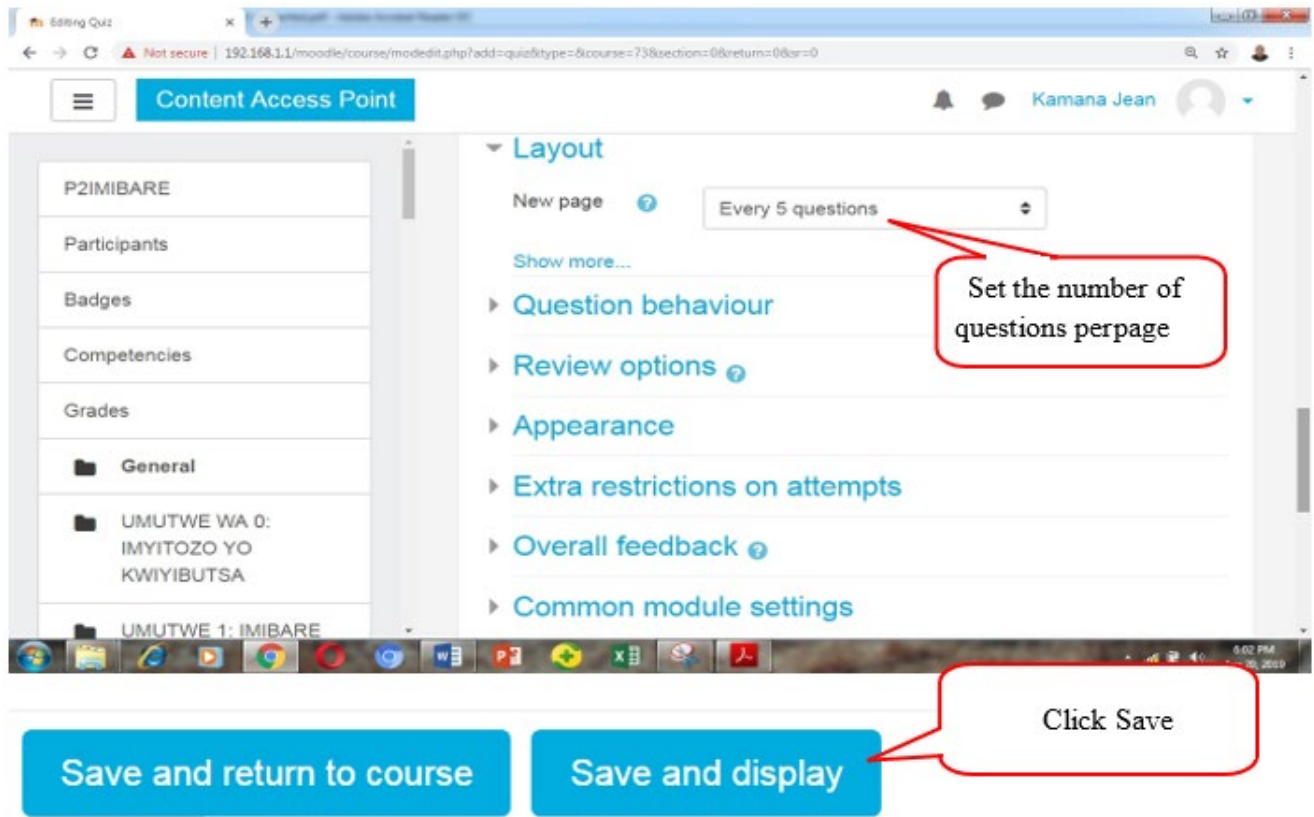 Editing Quiz
Not secure | 192.168.1.1/moodle/course/modedit.php?add=quiz&type=&course=73&section=0&return=0&sr=0
Content Access Point
Kamana Jean
P2IMIBARE
Participants
Badges
Competencies
Grades
General
UMUTWE WA 0:
IMYITOZO YO
KWIYIBUTSA
UMUTWE 1: IMIBARE
Layout
New page
Every 5 questions
Show more...
Question behaviour
Review options
Appearance
Extra restrictions on attempts
Overall feedback
Common module settings
Set the number of
questions perpage
6:02 PM
20, 2019
Save and return to course
Save and display
Click Save